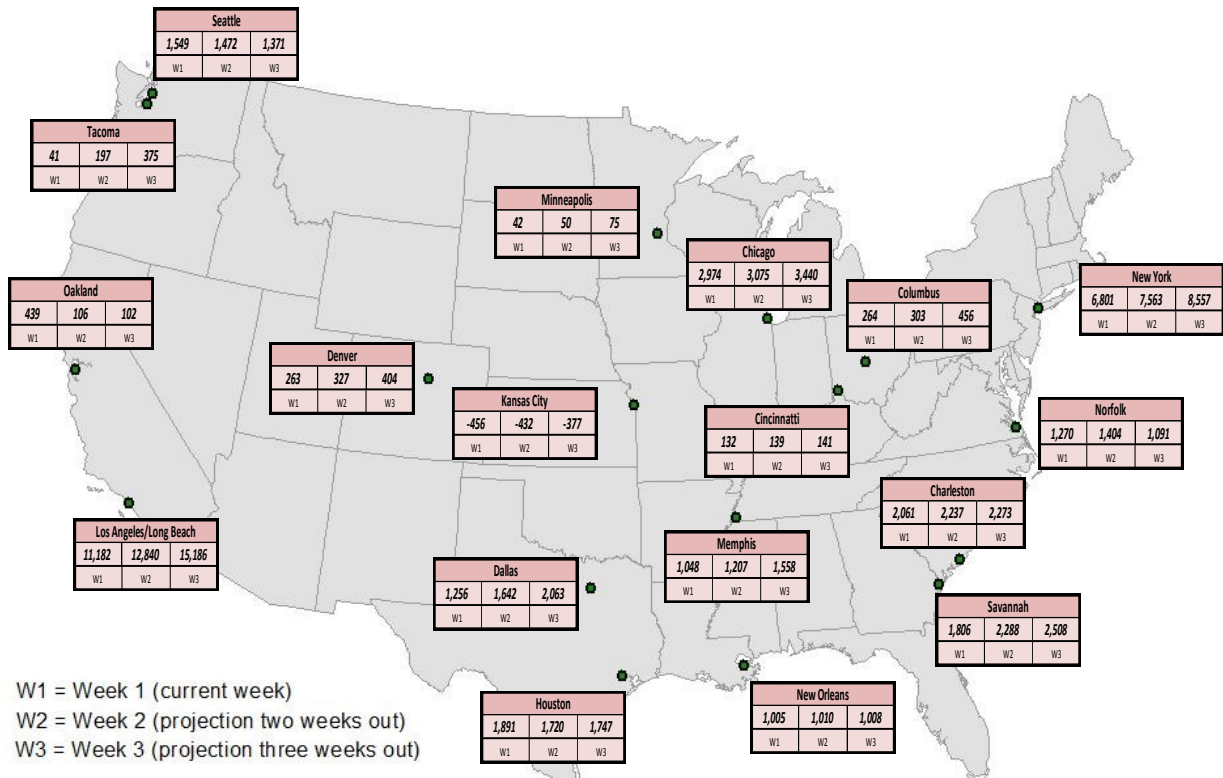 Seattle
1,549 1,472 1,371
W1 W2 W3
Tacoma
41 197 375
W1 W2 W3
Minneapolis
42 50 75
W1 W2 W3
Chicago
2,974 3,075 3,440
W1 W2 W3
New York
6,801 7,563 8,557
W1 W2 W3
Oakland
439 106 102
W1 W2 W3
Columbus
264 303 456
W1 W2 W3
Denver
263 327 404
W1 W2 W3
Kansas City
-456 -432 -377
W1 W2 W3
Cincinnatti
132 139 141
W1 W2 W3
Norfolk
1,270 1,404 1,091
W1 W2 W3
Charleston
2,061 2,237 2,273
W1 W2 W3
Los Angeles/Long Beach
11,182 12,840 15,186
W1 W2 W3
Memphis
1,048 1,207 1,558
W1 W2 W3
Dallas
1,256 1,642 2,063
W1 W2 W3
Savannah
1,806 2,288 2,508
W1 W2 W3
Houston
1,891 1,720 1,747
W1 W2 W3
New Orleans
1,005 1,010 1,008
W1 W2 W3
W1 = Week 1 (current week)
W2 = Week 2 (projection two weeks out)
W3 = Week 3 (projection three weeks out)